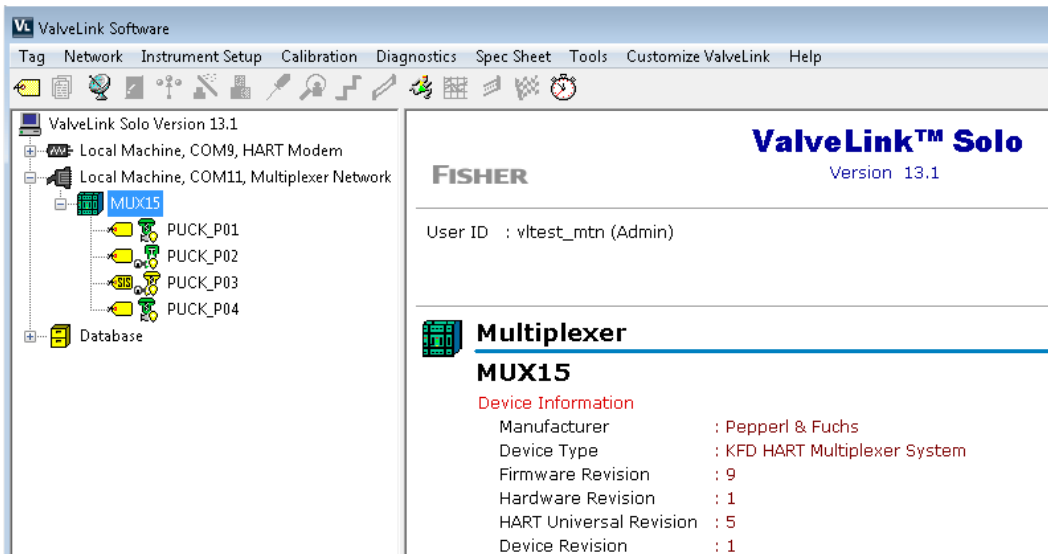 VL ValveLink Software
Tag Network Instrument Setup Calibration Diagnostics Spec Sheet Tools Customize ValveLink Help
ValveLink Solo Version 13.1
Local Machine, COM9, HART Modem
Local Machine, COM11, Multiplexer Network
MUX15
PUCK_P01
PUCK_P02
SIS PUCK_P03
PUCK_P04
Database
ValveLink™ Solo
FISHER
Version 13.1
User ID : vltest_mtn (Admin)
Multiplexer
MUX15
Device Information
Manufacturer : Pepperl & Fuchs
Device Type : KFD HART Multiplexer System
Firmware Revision : 9
Hardware Revision : 1
HART Universal Revision : 5
Device Revision : 1